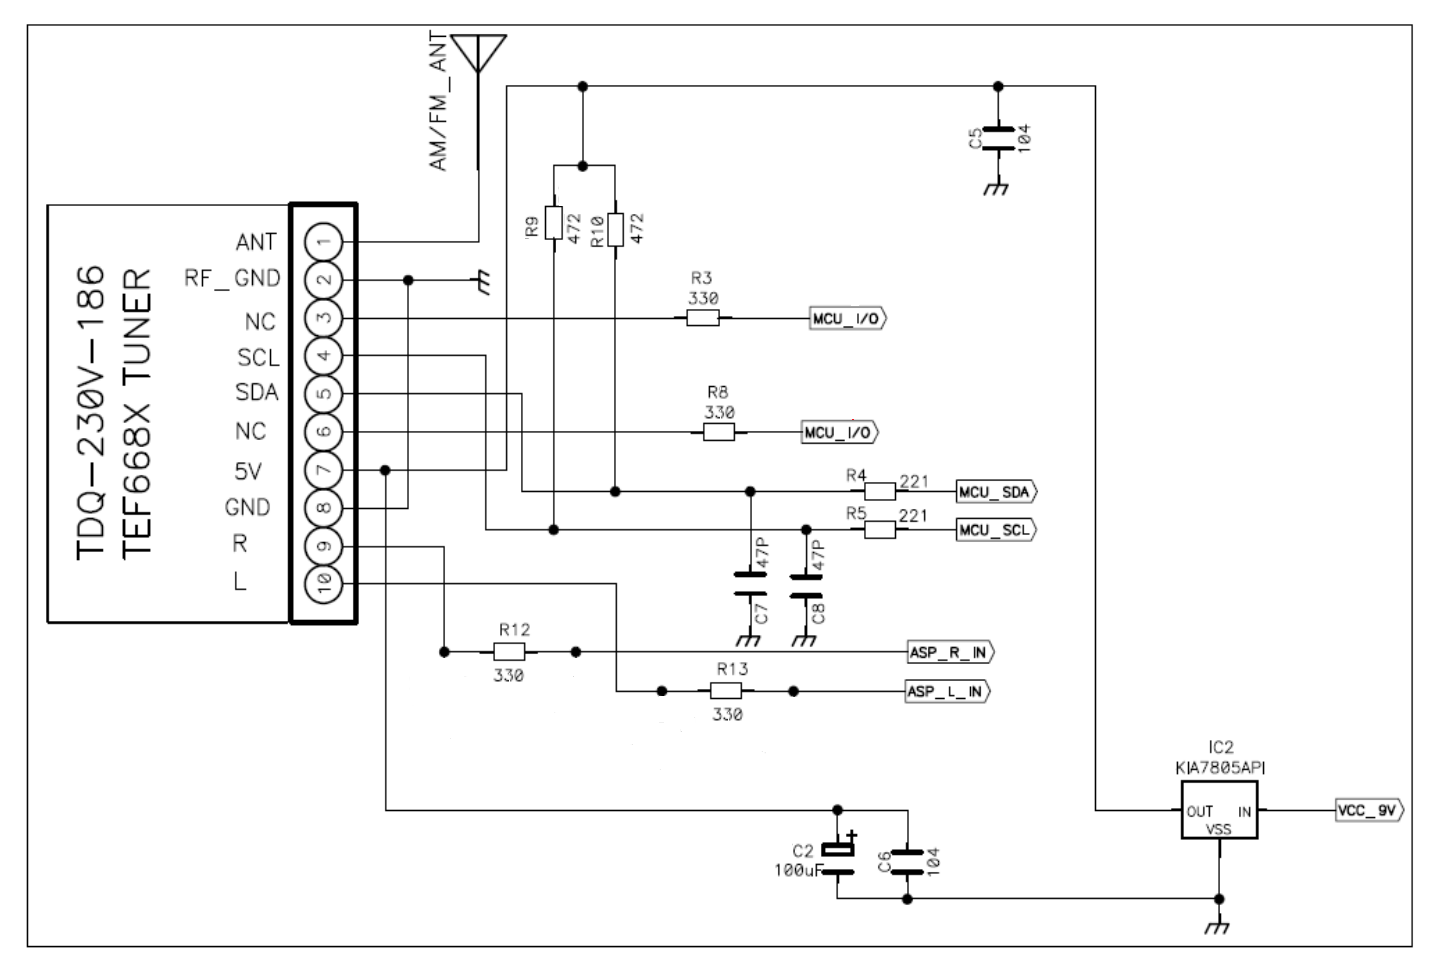 AM/FM_ANT
TDQ-230V-186
TEF668X TUNER
ANT 1
RF_GND 2
NC 3
SCL 4
SDA 5
NC 6
5V 7
GND 8
R 9
L 10
C5
104
R9
472
R10
472
R3
330
MCU_I/O
R8
330
MCU_I/O
R4 221
MCU_SDA
R5 221
MCU_SCL
47P
C7
47P
C8
R12
330
ASP_R_IN
R13
330
ASP_L_IN
IC2
KIA7805API
OUT IN
VSS
VCC_9V
C2
100uF
+
C6
104